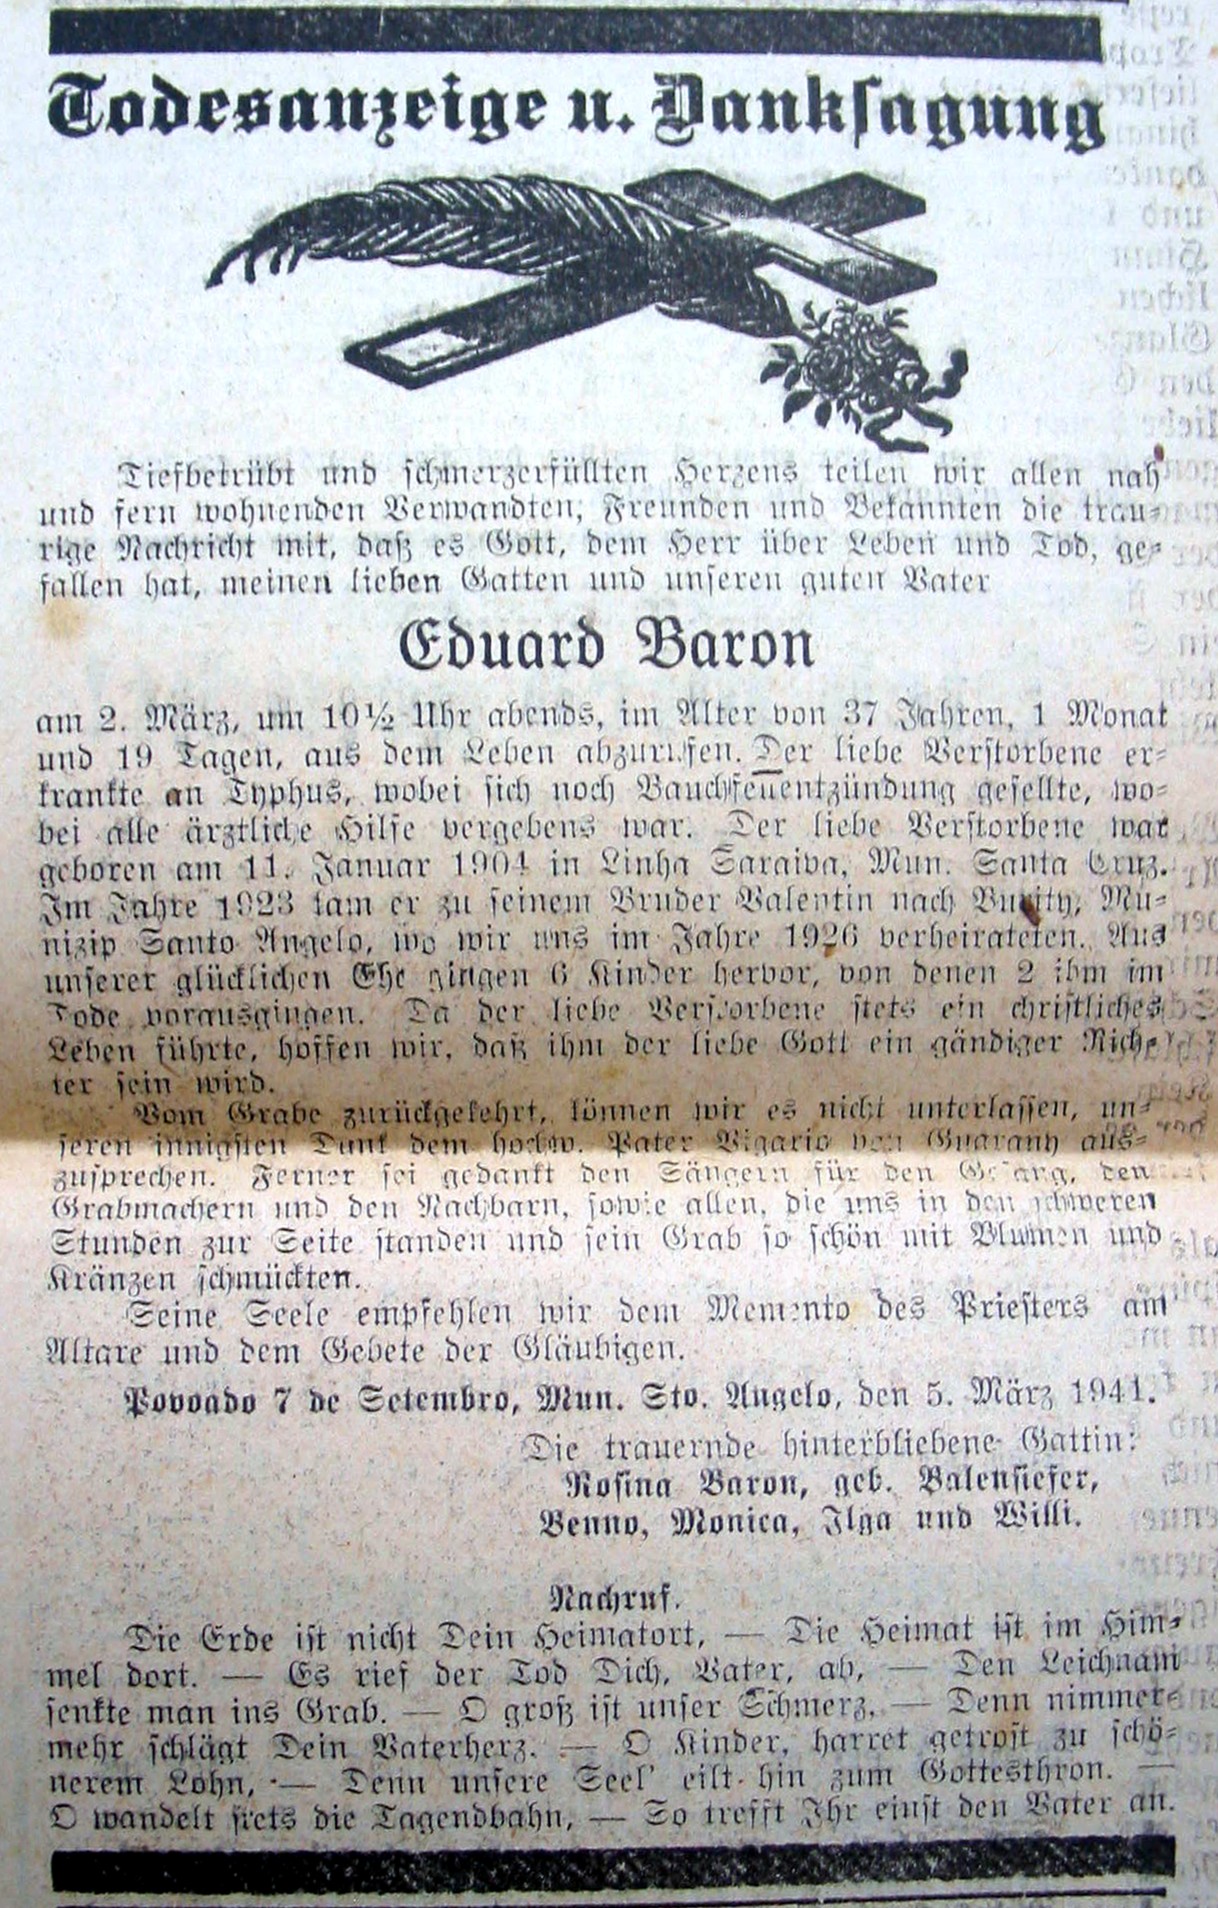 Todesanzeige u. Danksagung
Tiefbetrübt und schmerzerfüllten Herzens teilen wir allen nah
und fern wohnenden Verwandten, Freunden und Bekannten die trau-
rige Nachricht mit, daß es Gott, dem Herr über Leben und Tod, ge-
fallen hat, meinen lieben Gatten und unseren guten Vater
Eduard Baron
am 2. März, um 10½ Uhr abends, im Alter von 37 Jahren, 1 Monat
und 19 Tagen, aus dem Leben abzurufen. Der liebe Verstorbene er-
krankte an Typhus, wobei sich noch Bauchfellentzündung gesellte, wo-
bei alle ärztliche Hilfe vergebens war. Der liebe Verstorbene war
geboren am 11. Januar 1904 in Linha Saraiva, Mun. Santa Cruz.
Im Jahre 1923 kam er zu seinem Bruder Valentin nach Mu-
nizip Santo Angelo, wo wir uns im Jahre 1926 verheirateten. Aus
unserer glücklichen Ehe gingen 6 Kinder hervor, von denen 2 ihm im
Tode vorausgingen. Da der liebe Verstorbene stets ein christliches
Leben führte, hoffen wir, daß ihm der liebe Gott ein gändiger Rich-
ter sein wird.
Vom Grabe zurückgekehrt, können wir es nicht unterlassen, un-
seren innigsten Dank dem hochw. Pater Vigario von Guarany aus-
zusprechen. Ferner sei gedankt den Sängern für den Gesang, den
Grabmachern und den Nachbarn, sowie allen, die uns in den schweren
Stunden zur Seite standen und sein Grab so schön mit Blumen und
Kränzen schmückten.
Seine Seele empfehlen wir dem Memento des Priesters am
Altare und dem Gebete der Gläubigen.
Povoado 7 de Setembro, Mun. Sto. Angelo, den 5. März 1941.
Die trauernde hinterbliebene Gattin:
Rosina Baron, geb. Balensiefer,
Benno, Monica, Ilga und Willi.
Nachruf.
Die Erde ist nicht Dein Heimatort, — Die Heimat ist im Him-
mel dort. — Es rief der Tod Dich, Vater, ab, — Den Leichnam
senkte man ins Grab. — O groß ist unser Schmerz, — Denn nimmer-
mehr schlägt Dein Vaterherz. — O Kinder, harret getrost zu schö-
nerem Lohn, — Denn unsere Seel' eilt hin zum Gottesthron. —
O wandelt stets die Tagendbahn, — So trefft Ihr einst den Vater an.